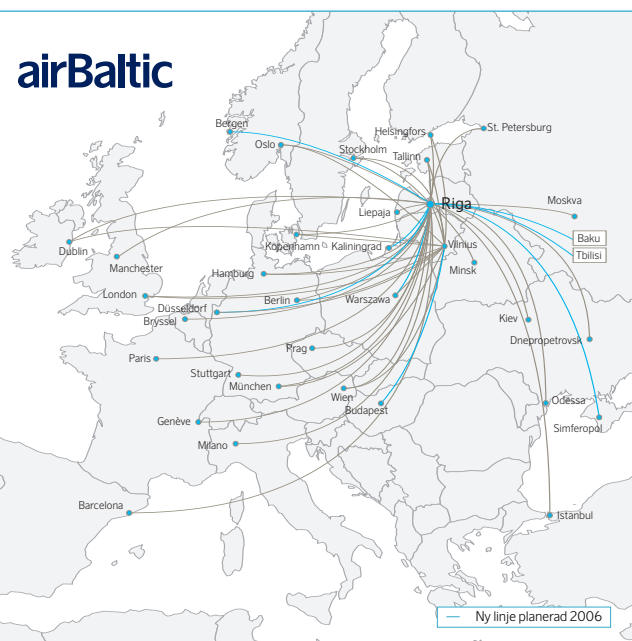 airBaltic
Bergen
Oslo
Stockholm
Helsingfors
St. Petersburg
Tallinn
Riga
Liepaja
Moskva
Baku
Tbilisi
Dublin
Manchester
Köpenhamn
Kaliningrad
Vilnius
Minsk
Hamburg
London
Düsseldorf
Berlin
Warszawa
Bryssel
Kiev
Dnepropetrovsk
Paris
Prag
Stuttgart
München
Wien
Budapest
Odessa
Simferopol
Genève
Milano
Barcelona
Istanbul
Ny linje planerad 2006